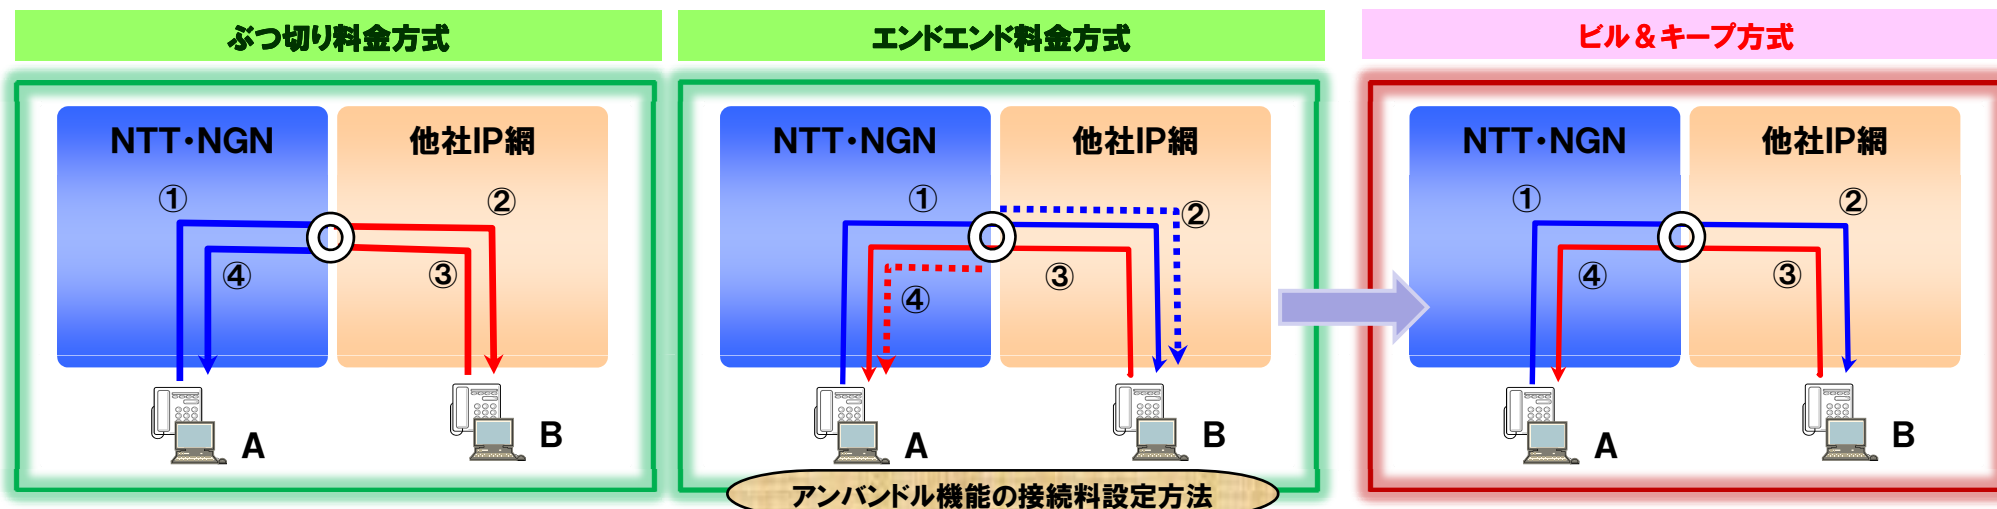 ぶつ切り料金方式
NTT・NGN
他社IP網
①
②
④
③
A
B
エンドエンド料金方式
NTT・NGN
他社IP網
①
②
③
④
A
B
アンバンドル機能の接続料設定方法
ビル&キープ方式
NTT・NGN
他社IP網
①
②
④
③
A
B